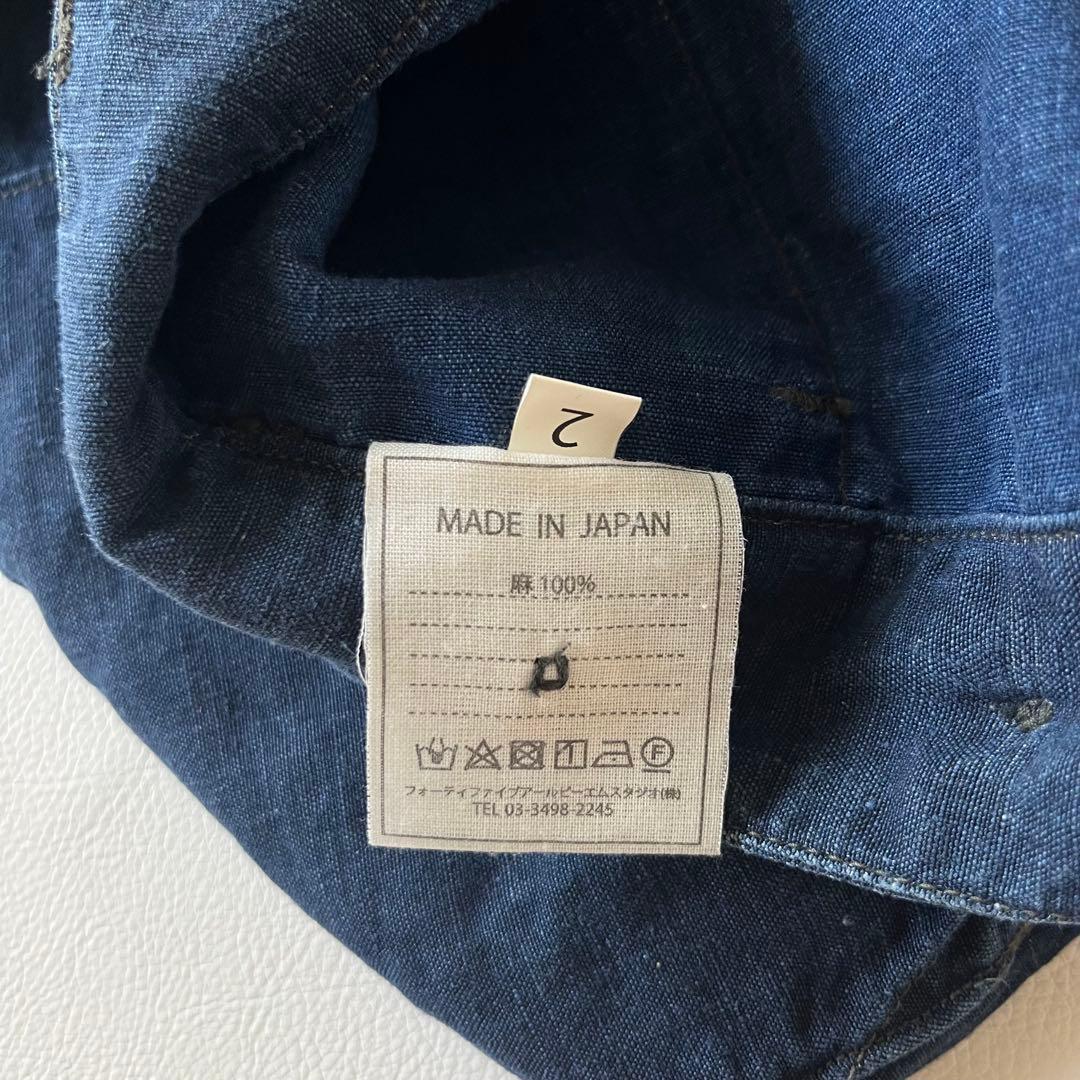 2
MADE IN JAPAN
麻100%
F
フォーティファイブアールピーエムスタジオ(株)
TEL 03-3498-2245